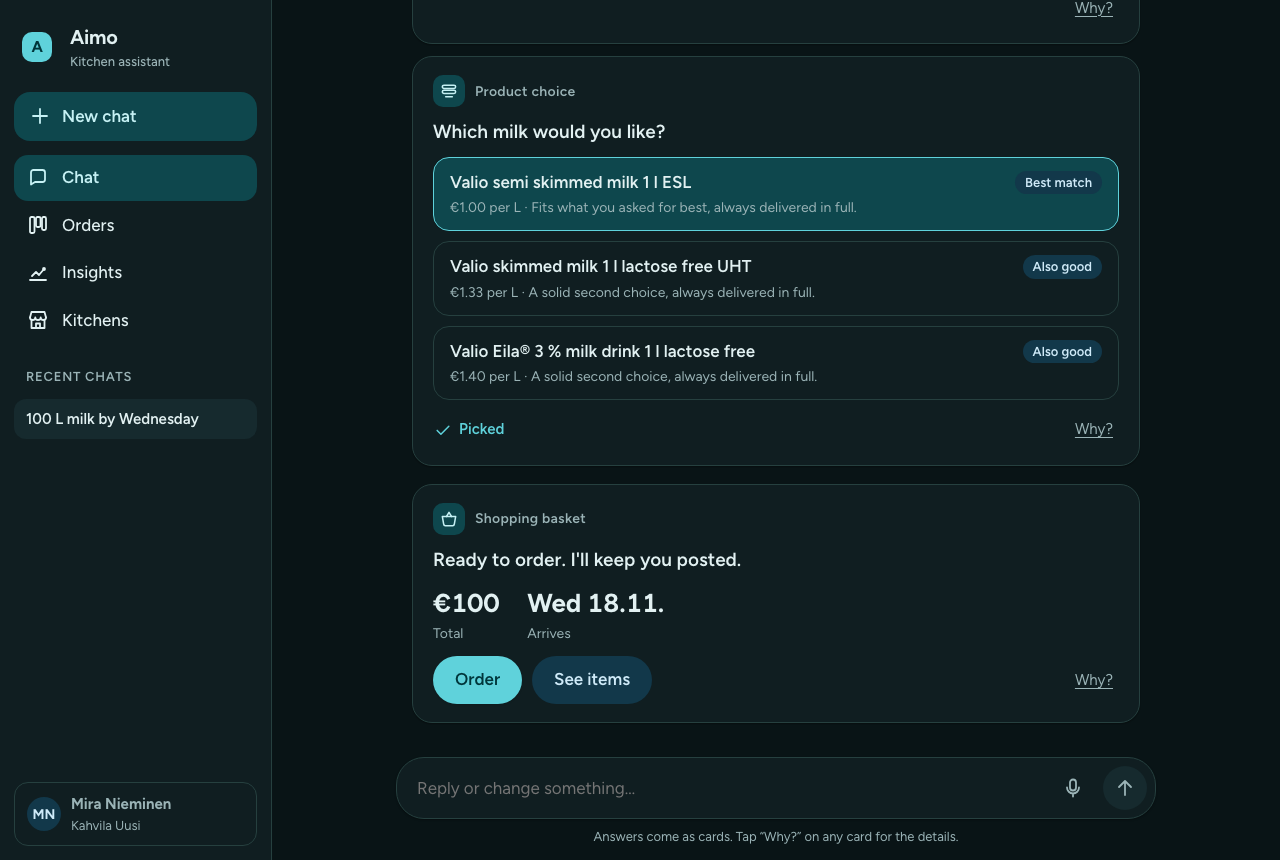 A
Aimo
Kitchen assistant
New chat
Chat
Orders
Insights
Kitchens
RECENT CHATS
100 L milk by Wednesday
MN
Mira Nieminen
Kahvila Uusi
Why?
Product choice
Which milk would you like?
Valio semi skimmed milk 1 l ESL
Best match
€1.00 per L · Fits what you asked for best, always delivered in full.
Valio skimmed milk 1 l lactose free UHT
Also good
€1.33 per L · A solid second choice, always delivered in full.
Valio Eila® 3 % milk drink 1 l lactose free
Also good
€1.40 per L · A solid second choice, always delivered in full.
Picked
Why?
Shopping basket
Ready to order. I'll keep you posted.
€100
Wed 18.11.
Total
Arrives
Order
See items
Why?
Reply or change something...
Answers come as cards. Tap “Why?” on any card for the details.